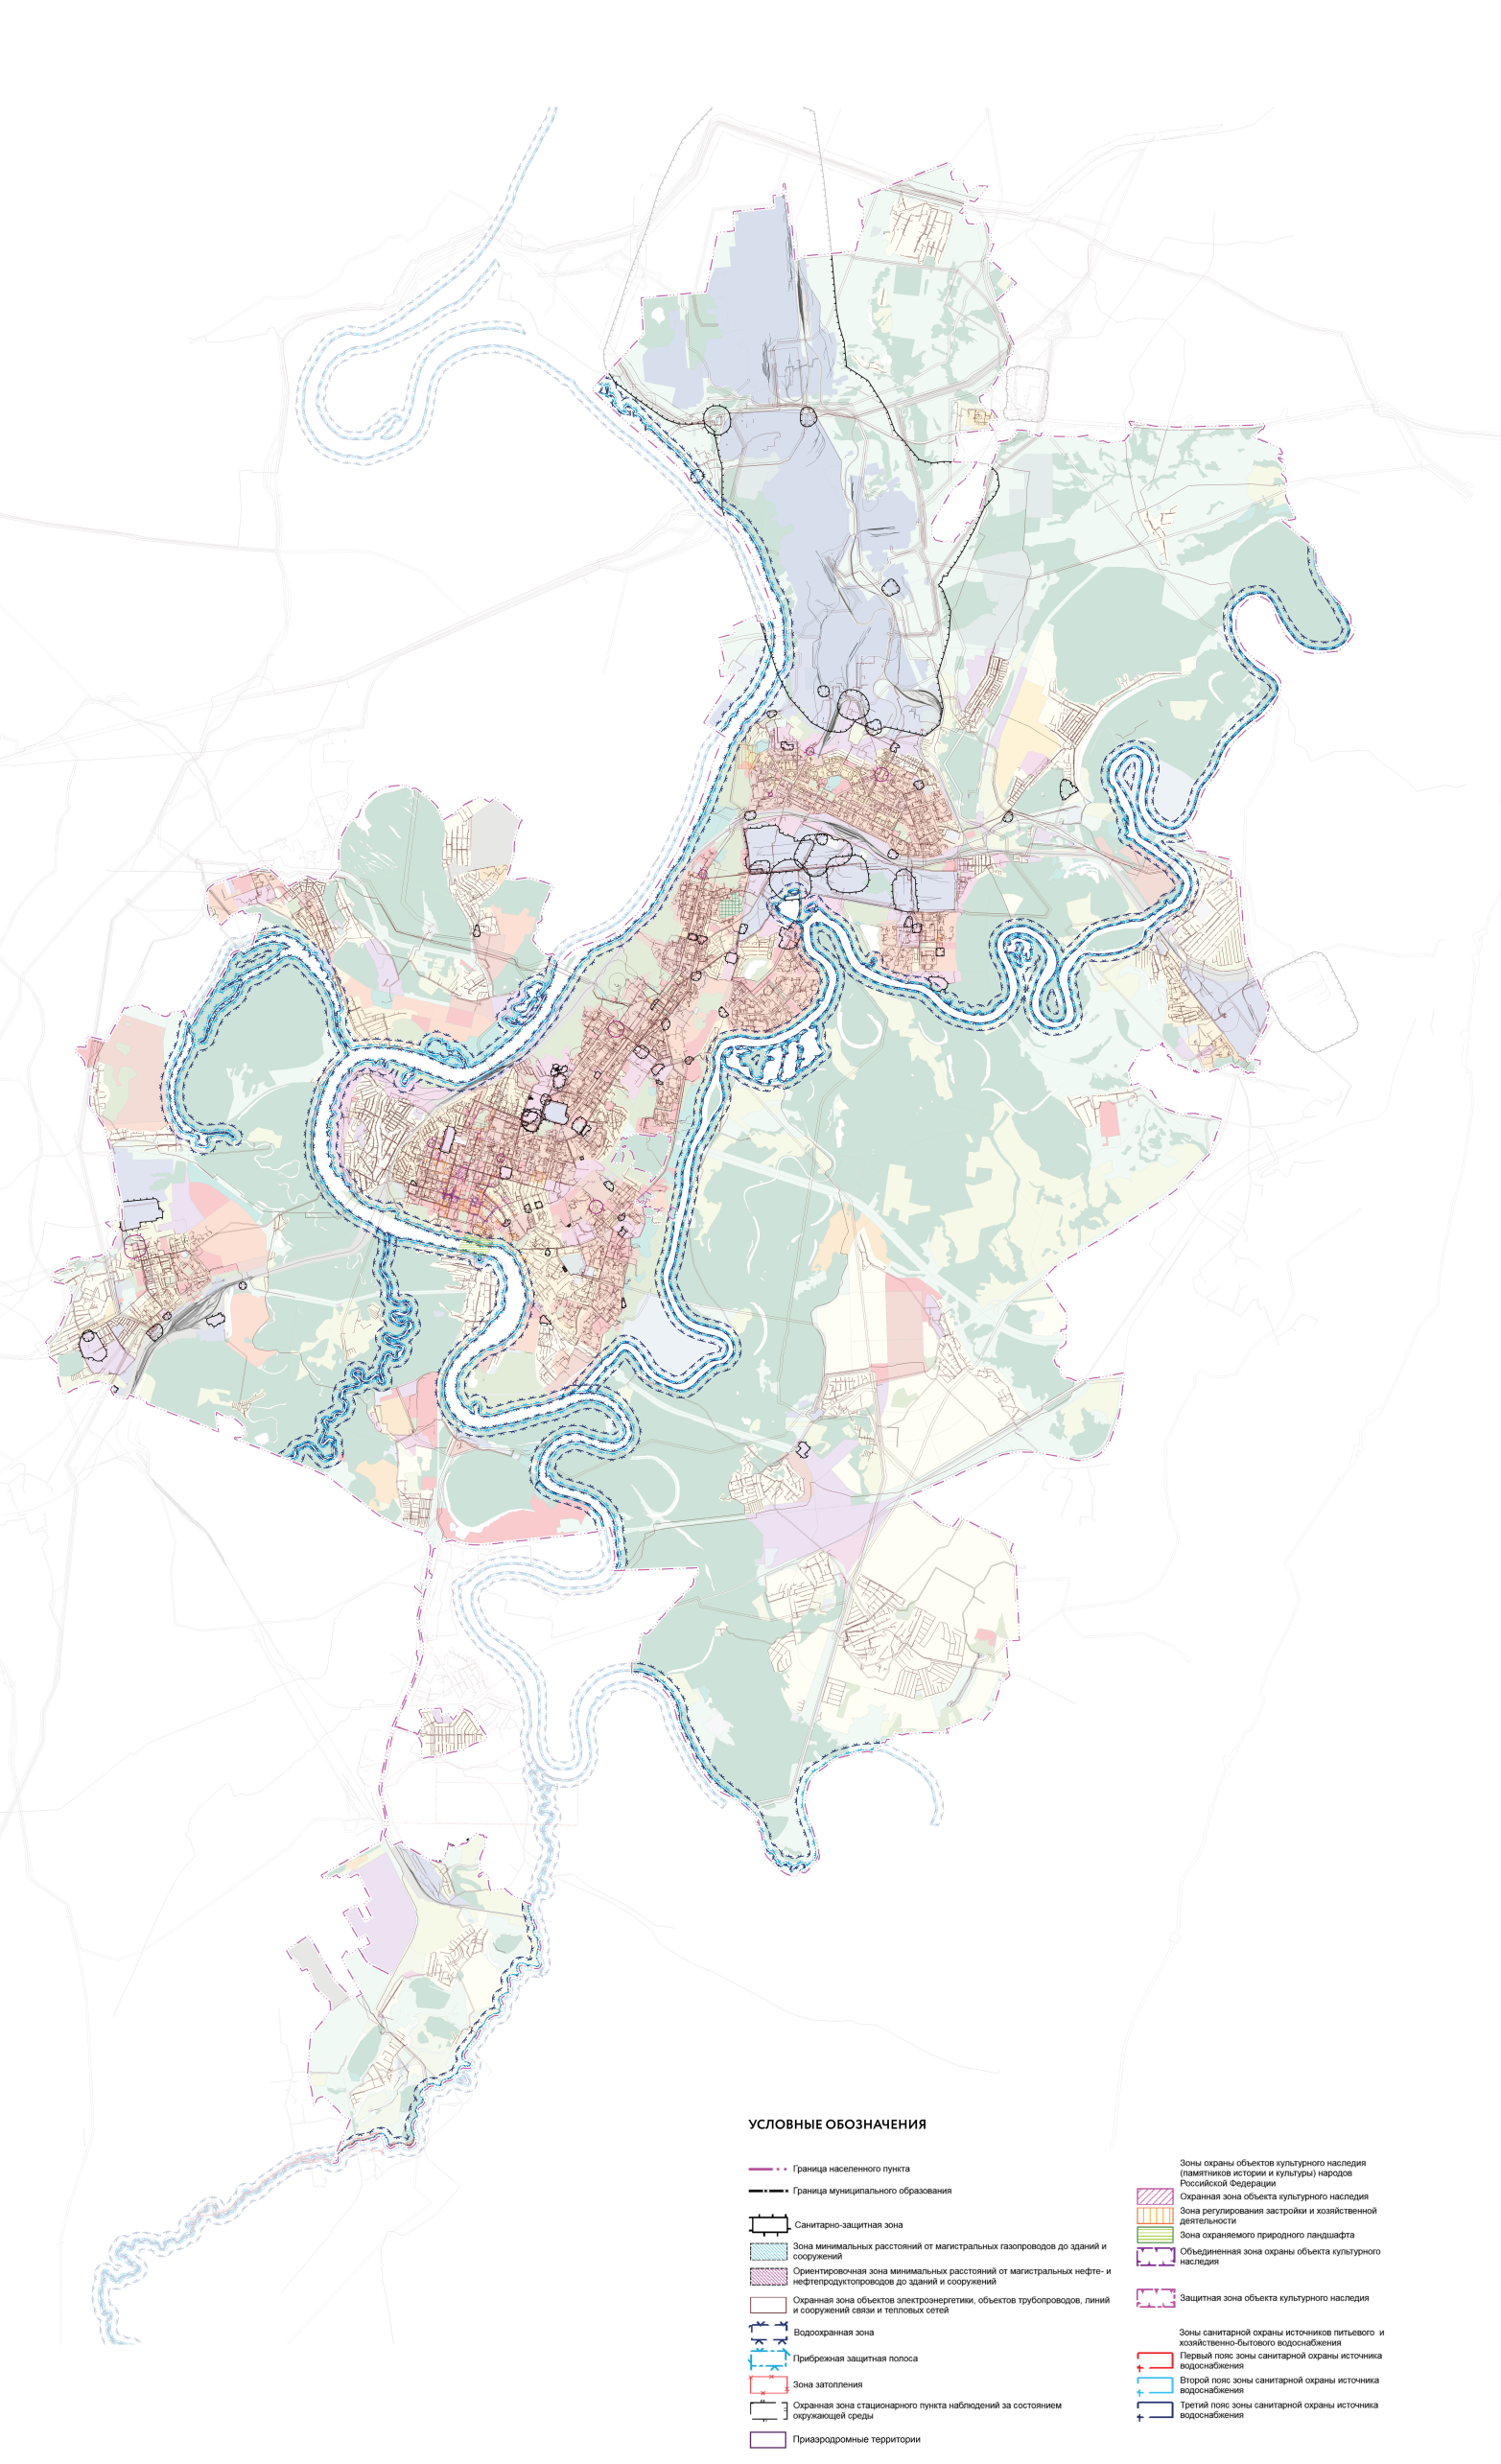 УСЛОВНЫЕ ОБОЗНАЧЕНИЯ
Граница населенного пункта
Граница муниципального образования
Санитарно-защитная зона
Зона минимальных расстояний от магистральных газопроводов до зданий и
сооружений
Ориентировочная зона минимальных расстояний от магистральных нефте- и
нефтепродуктопроводов до зданий и сооружений
Охранная зона объектов электроэнергетики, объектов трубопроводов, линий
и сооружений связи и тепловых сетей
Водоохранная зона
Прибрежная защитная полоса
Зона затопления
Охранная зона стационарного пункта наблюдений за состоянием
окружающей среды
Приаэродромные территории
Зоны охраны объектов культурного наследия
(памятников истории и культуры) народов
Российской Федерации
Охранная зона объекта культурного наследия
Зона регулирования застройки и хозяйственной
деятельности
Зона охраняемого природного ландшафта
Объединенная зона охраны объекта культурного
наследия
Защитная зона объекта культурного наследия
Зоны санитарной охраны источников питьевого и
хозяйственно-бытового водоснабжения
Первый пояс зоны санитарной охраны источника
водоснабжения
Второй пояс зоны санитарной охраны источника
водоснабжения
Третий пояс зоны санитарной охраны источника
водоснабжения